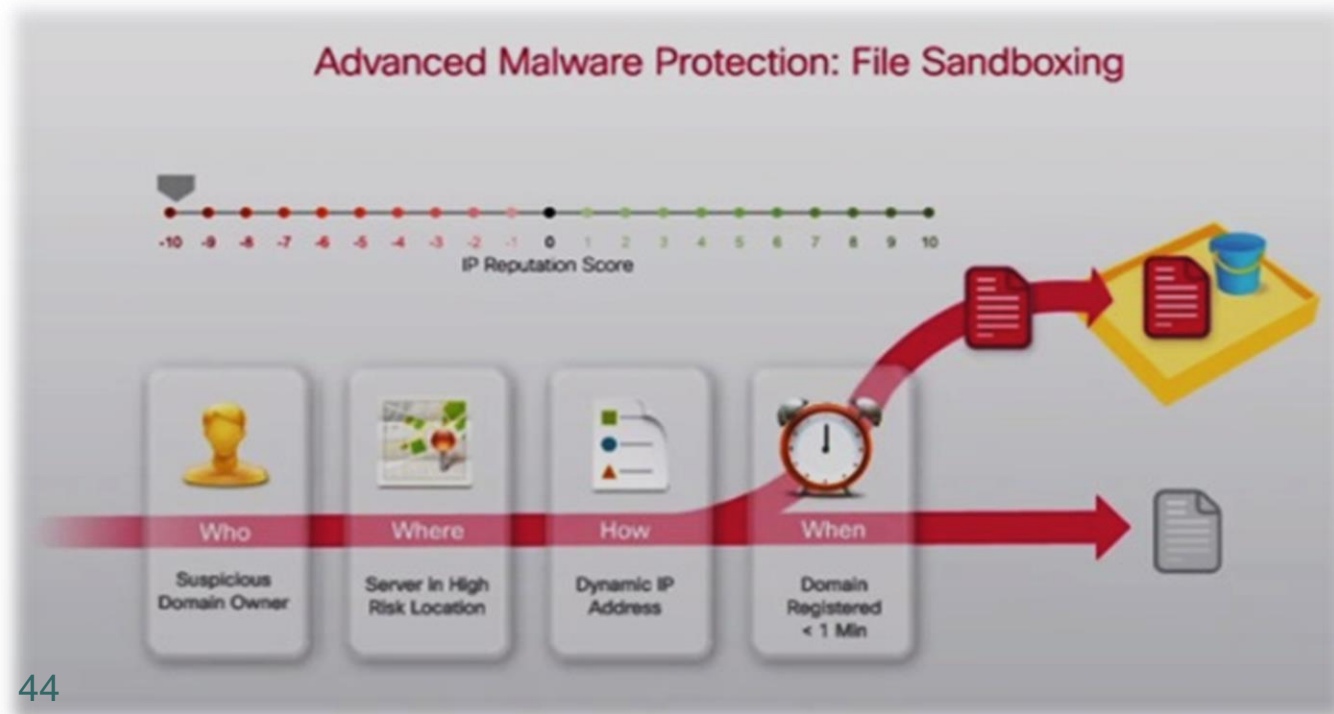 Advanced Malware Protection: File Sandboxing
-10 -9 -8 -7 -6 -5 -4 -3 -2 -1 0 1 2 3 4 5 6 7 8 9 10
IP Reputation Score
Who
Suspicious
Domain Owner
Where
Server in High
Risk Location
How
Dynamic IP
Address
When
Domain
Registered
< 1 Min
44